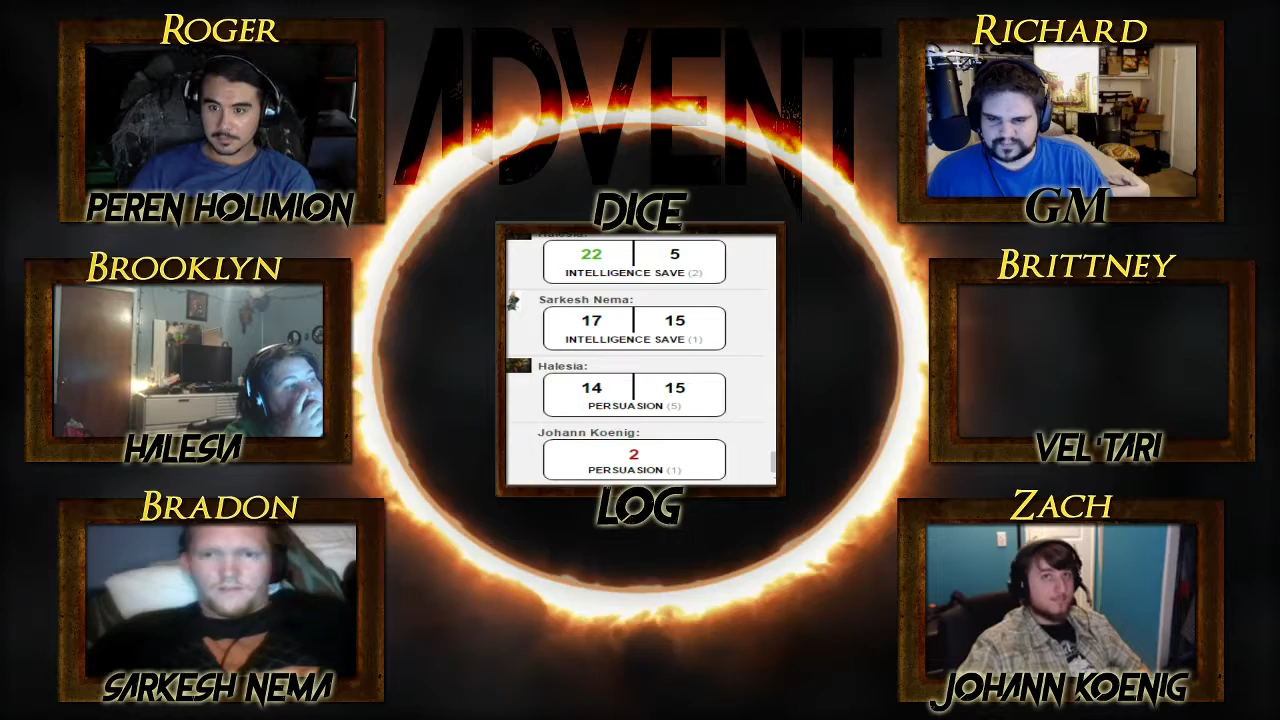 ROGER
PEREN HOLIMION
ADVENT
RICHARD
GM
BROOKLYN
HALESIA
DICE
Halesia:
22 5
INTELLIGENCE SAVE (2)
Sarkesh Nema:
17 15
INTELLIGENCE SAVE (1)
Halesia:
14 15
PERSUASION (5)
Johann Koenig:
2
PERSUASION (1)
LOG
BRITTNEY
VEL'TARI
BRADON
SARKESH NEMA
ZACH
JOHANN KOENIG